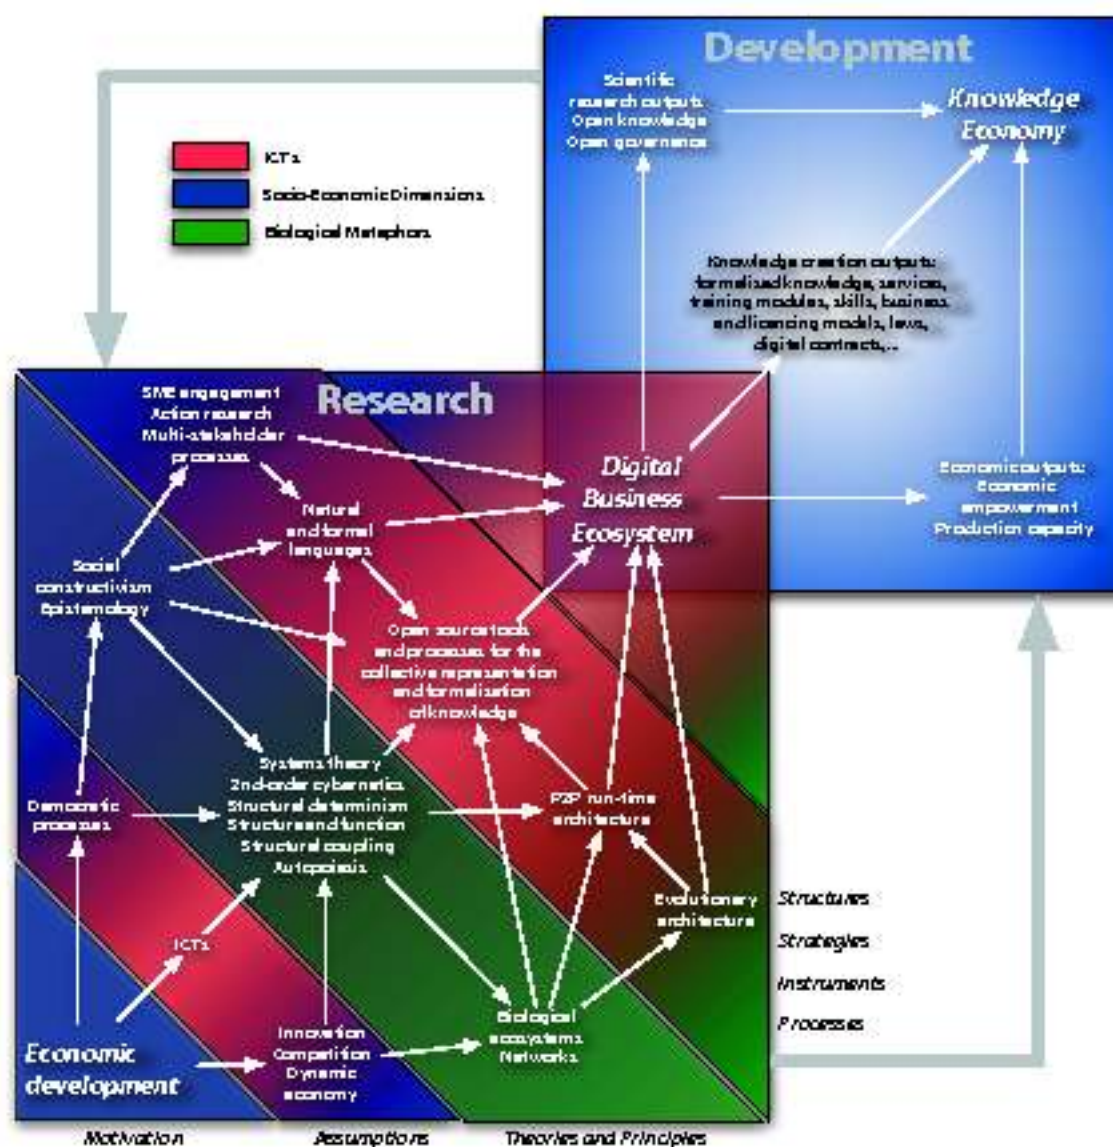 Development
Scientific
research outputs
Open knowledge
Open governance
Knowledge
Economy
ICTs
Socio-Economic Dimensions
Biological Metaphors
Knowledge creation outputs:
formalised knowledge, services,
training modules, skills, business
and licencing models, laws,
digital contracts,...
Research
SME engagement
Action research
Multi-stakeholder
processes
Digital
Business
Ecosystem
Economic outputs:
Economic
empowerment
Production capacity
Natural
and formal
languages
Social
constructivism
Epistemology
Open source tools
and processes for the
collective representation
and formalisation
of knowledge
Systems theory
2nd-order cybernetics
Structural determinism
Structure and function
Structural coupling
Autopoiesis
Democratic
processes
P2P run-time
architecture
Evolutionary
architecture
Structures
Strategies
Instruments
Processes
ICTs
Biological
ecosystems
Networks
Innovation
Competition
Dynamic
economy
Economic
development
Motivation
Assumptions
Theories and Principles